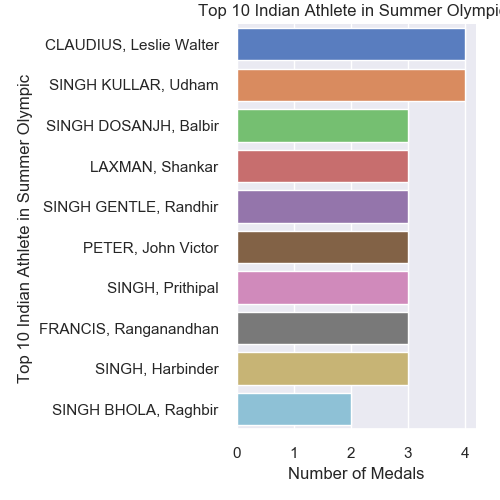 Top 10 Indian Athlete in Summer Olympic
CLAUDIUS, Leslie Walter
SINGH KULLAR, Udham
SINGH DOSANJH, Balbir
LAXMAN, Shankar
SINGH GENTLE, Randhir
PETER, John Victor
SINGH, Prithipal
FRANCIS, Ranganandhan
SINGH, Harbinder
SINGH BHOLA, Raghbir
Top 10 Indian Athlete in Summer Olympic
0 1 2 3 4
Number of Medals